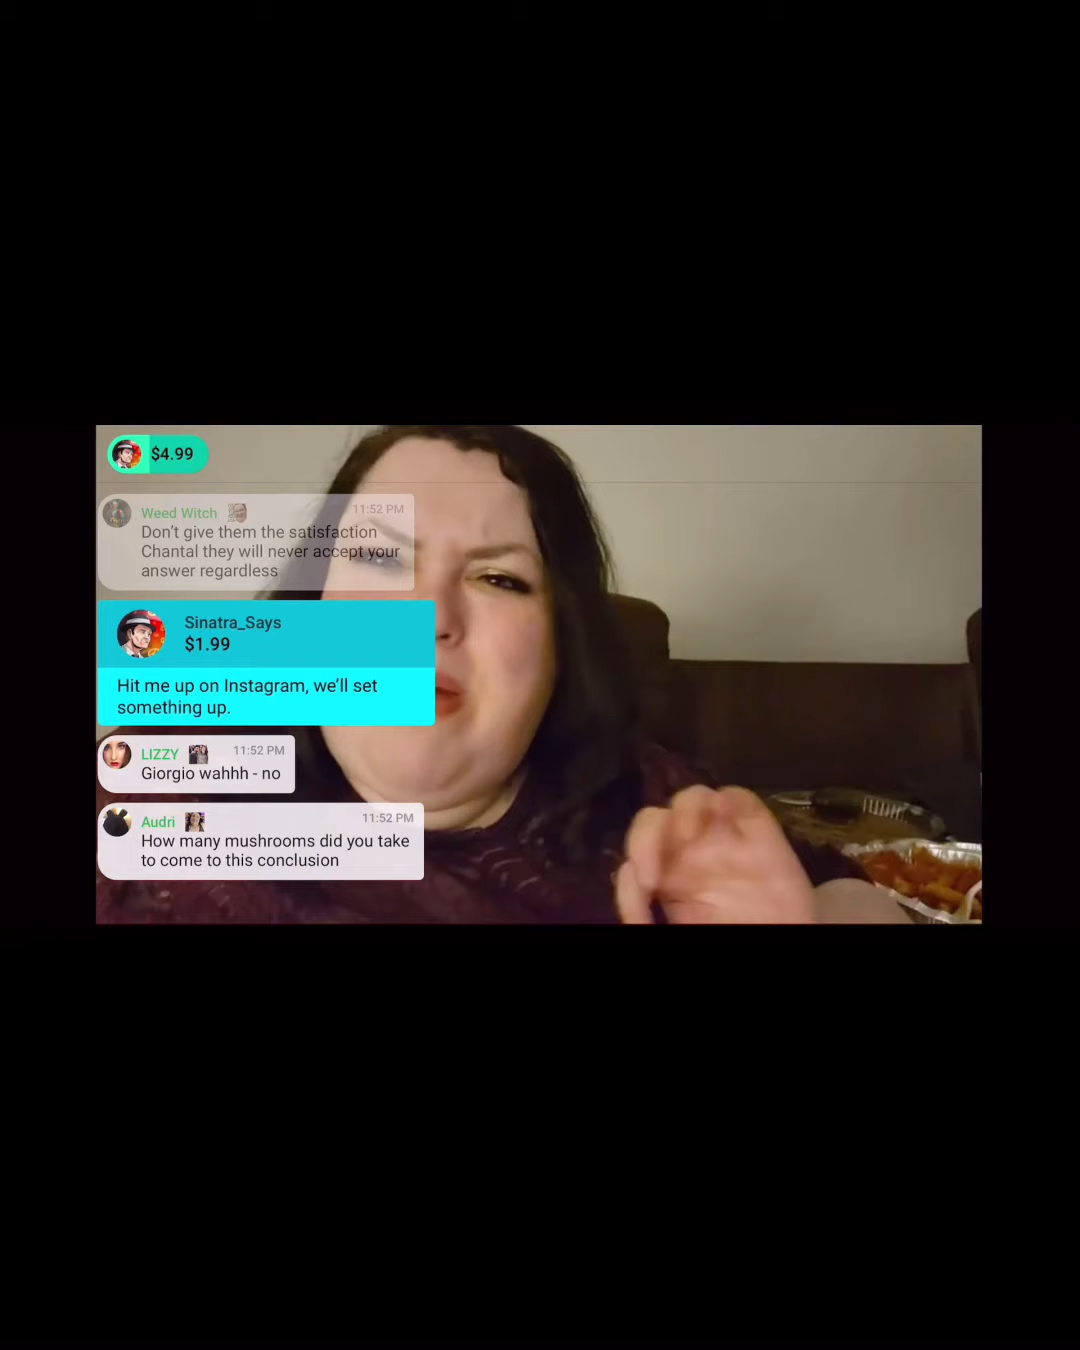 $4.99
Weed Witch 11:52 PM
Don't give them the satisfaction
Chantal they will never accept your
answer regardless
Sinatra_Says
$1.99
Hit me up on Instagram, we'll set
something up.
LIZZY 11:52 PM
Giorgio wahhh - no
Audri 11:52 PM
How many mushrooms did you take
to come to this conclusion